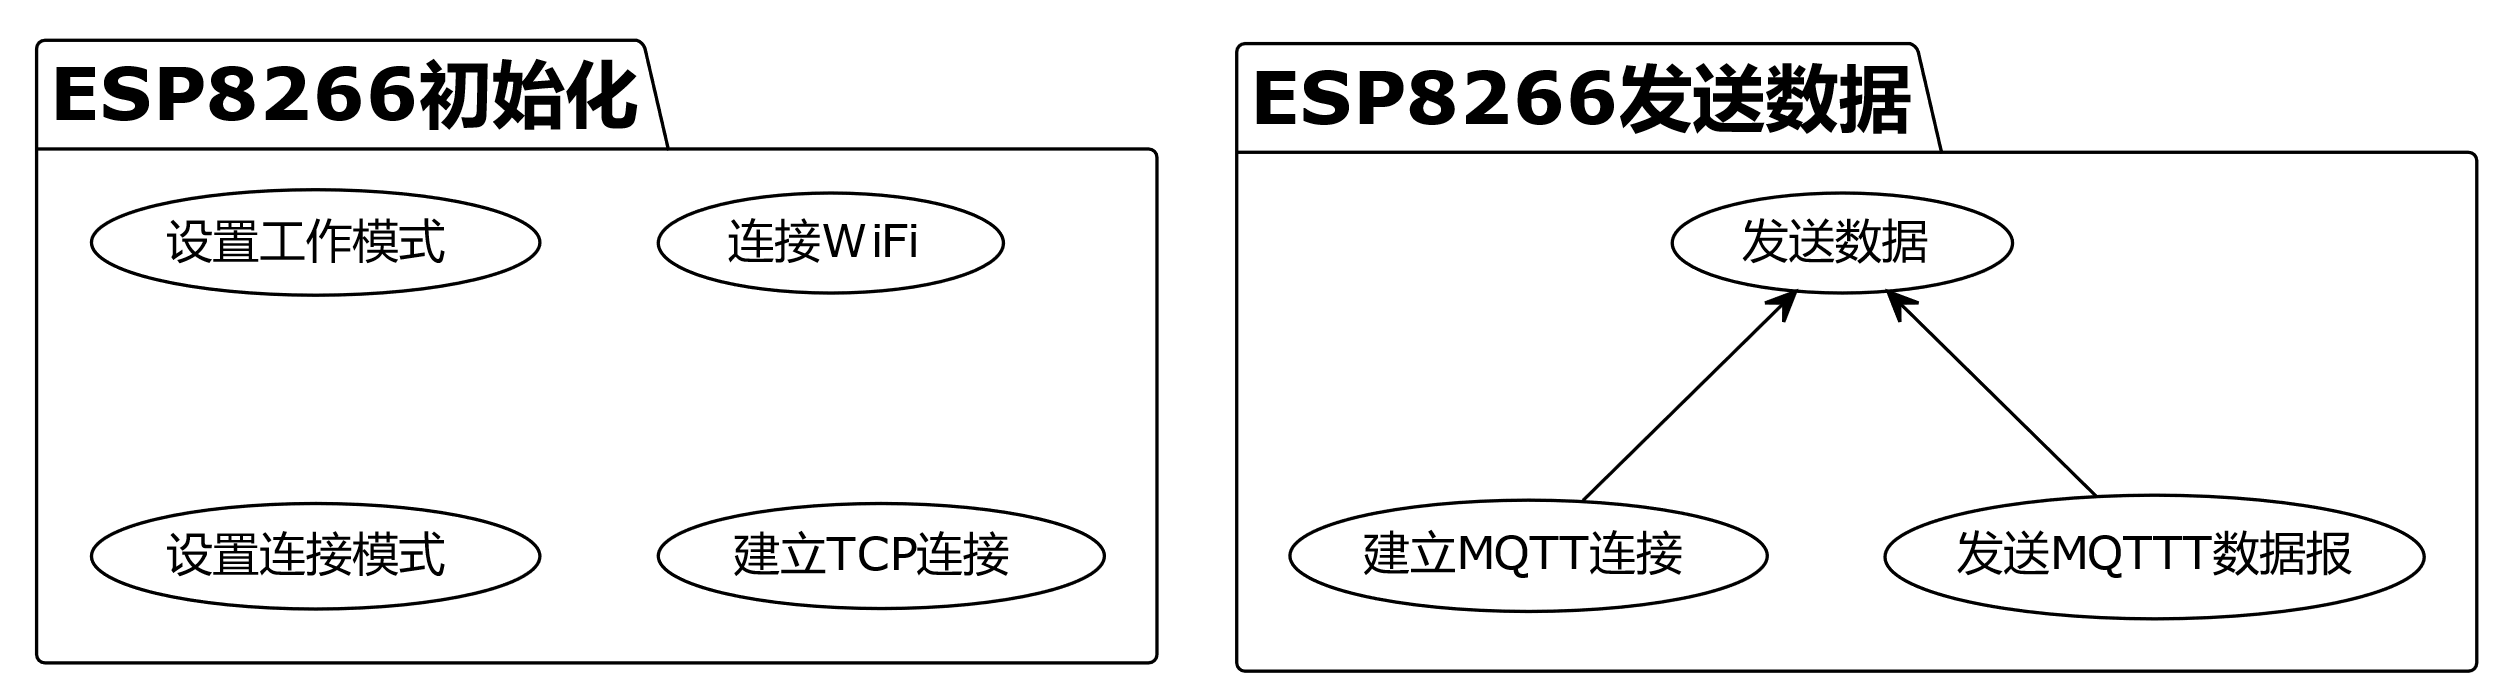 ESP8266初始化
设置工作模式
连接WiFi
设置连接模式
建立TCP连接
ESP8266发送数据
发送数据
建立MQTT连接
发送MQTTT数据报